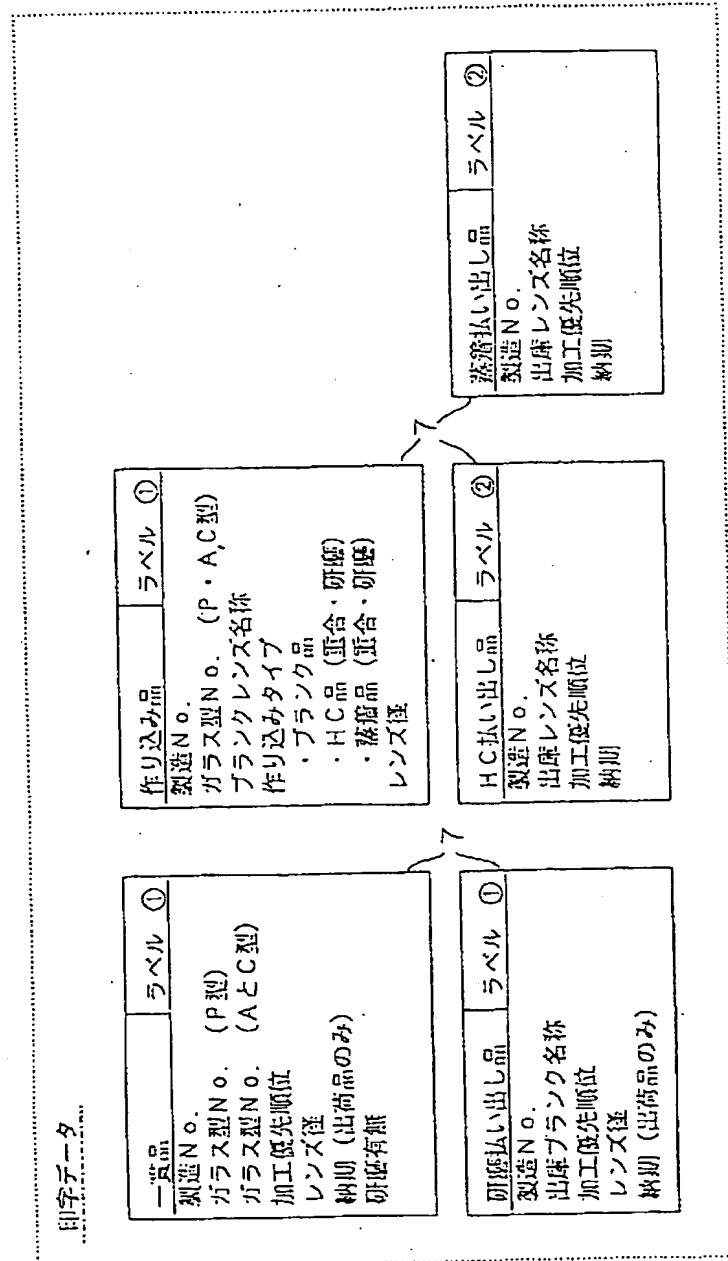 印字データ
一貫品 ラベル ①
製造No.
ガラス型No. (P型)
ガラス型No. (AとC型)
加工優先順位
レンズ径
納期 (出荷品のみ)
研磨有無
研磨払い出し品 ラベル ①
製造No.
出庫ブランク名称
加工優先順位
レンズ径
納期 (出荷品のみ)
7
作り込み品 ラベル ①
製造No.
ガラス型No. (P・A,C型)
ブランクレンズ名称
作り込みタイプ
・ブランク品
・HC品 (重合・研磨)
・蒸着品 (重合・研磨)
レンズ径
HC払い出し品 ラベル ②
製造No.
出庫レンズ名称
加工優先順位
納期
7
蒸着払い出し品 ラベル ②
製造No.
出庫レンズ名称
加工優先順位
納期